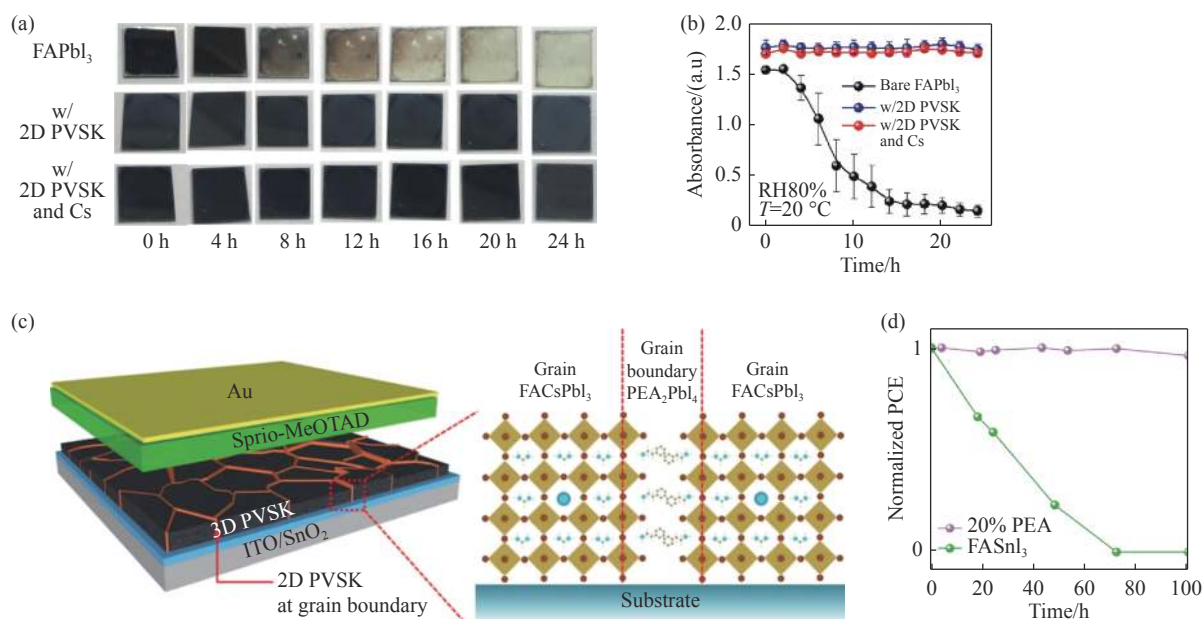 (a)
FAPbI₃
w/
2D PVSK
w/
2D PVSK
and Cs
0 h 4 h 8 h 12 h 16 h 20 h 24 h
(b)
2.0
1.5
1.0
0.5
0
Absorbance/(a.u
Bare FAPbI₃
w/2D PVSK
w/2D PVSK
and Cs
RH80%
T=20 °C
0 10 20
Time/h
(c)
Au
Sprio-MeOTAD
3D PVSK
ITO/SnO₂
2D PVSK
at grain boundary
Grain
FACsPbI₃
Grain
boundary
PEA₂PbI₄
Grain
FACsPbI₃
Substrate
(d)
1
0
Normalized PCE
20% PEA
FASnI₃
0 20 40 60 80 100
Time/h